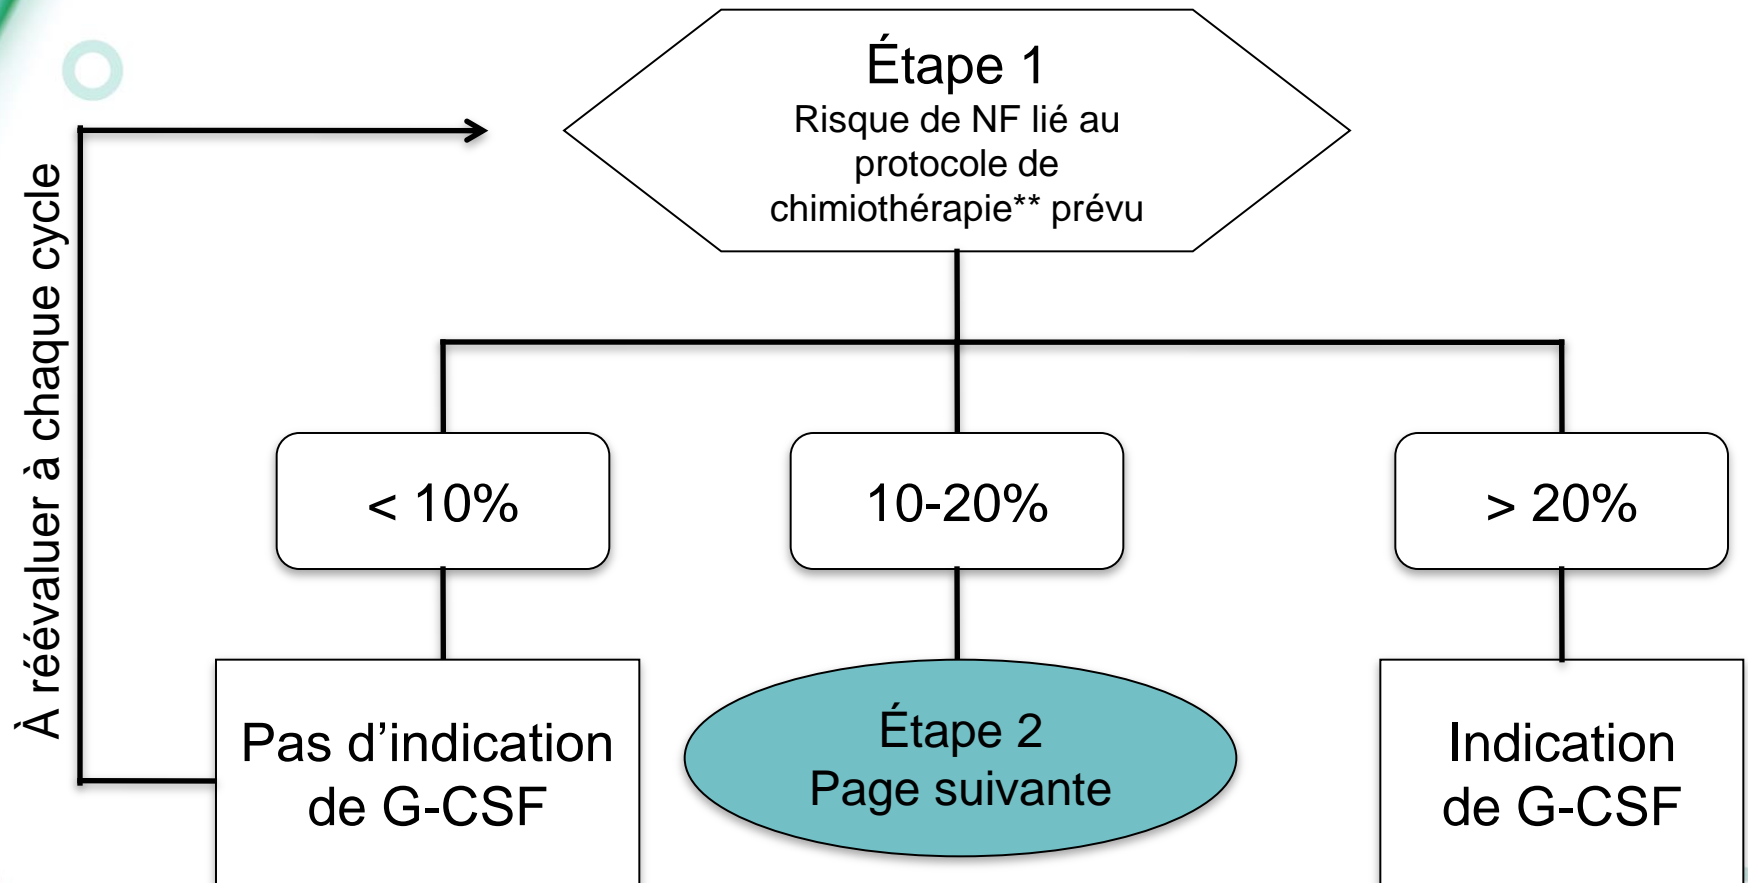 Étape 1
Risque de NF lié au
protocole de
chimiothérapie** prévu
À réévaluer à chaque cycle
< 10%
10-20%
> 20%
Pas d’indication
de G-CSF
Étape 2
Page suivante
Indication
de G-CSF